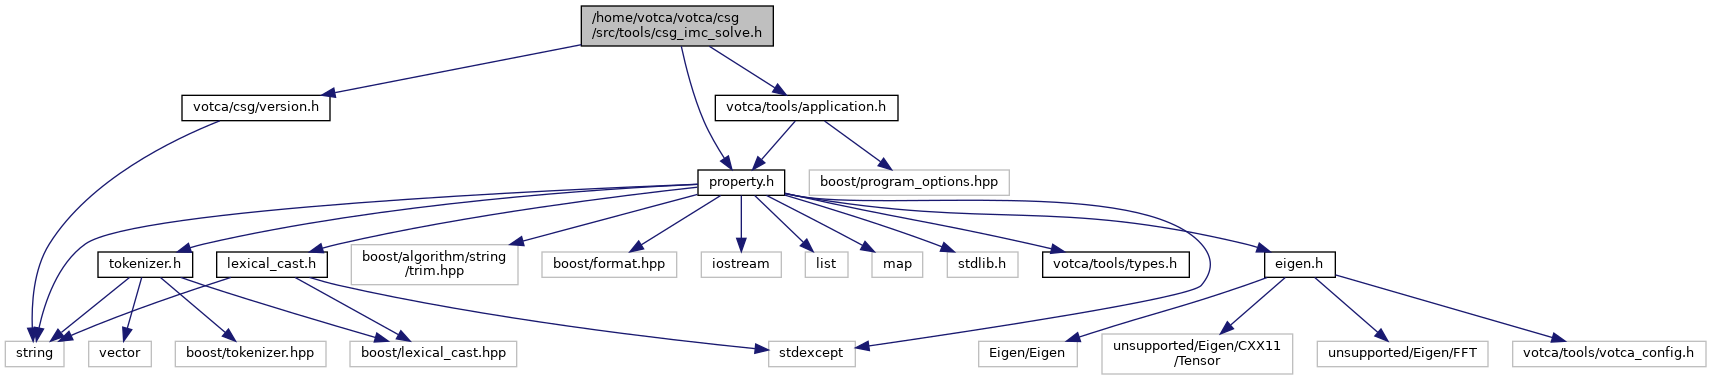 /home/votca/votca/csg
/src/tools/csg_imc_solve.h
votca/csg/version.h
votca/tools/application.h
property.h
boost/program_options.hpp
tokenizer.h
lexical_cast.h
boost/algorithm/string
/trim.hpp
boost/format.hpp
iostream
list
map
stdlib.h
votca/tools/types.h
eigen.h
string
vector
boost/tokenizer.hpp
boost/lexical_cast.hpp
stdexcept
Eigen/Eigen
unsupported/Eigen/CXX11
/Tensor
unsupported/Eigen/FFT
votca/tools/votca_config.h